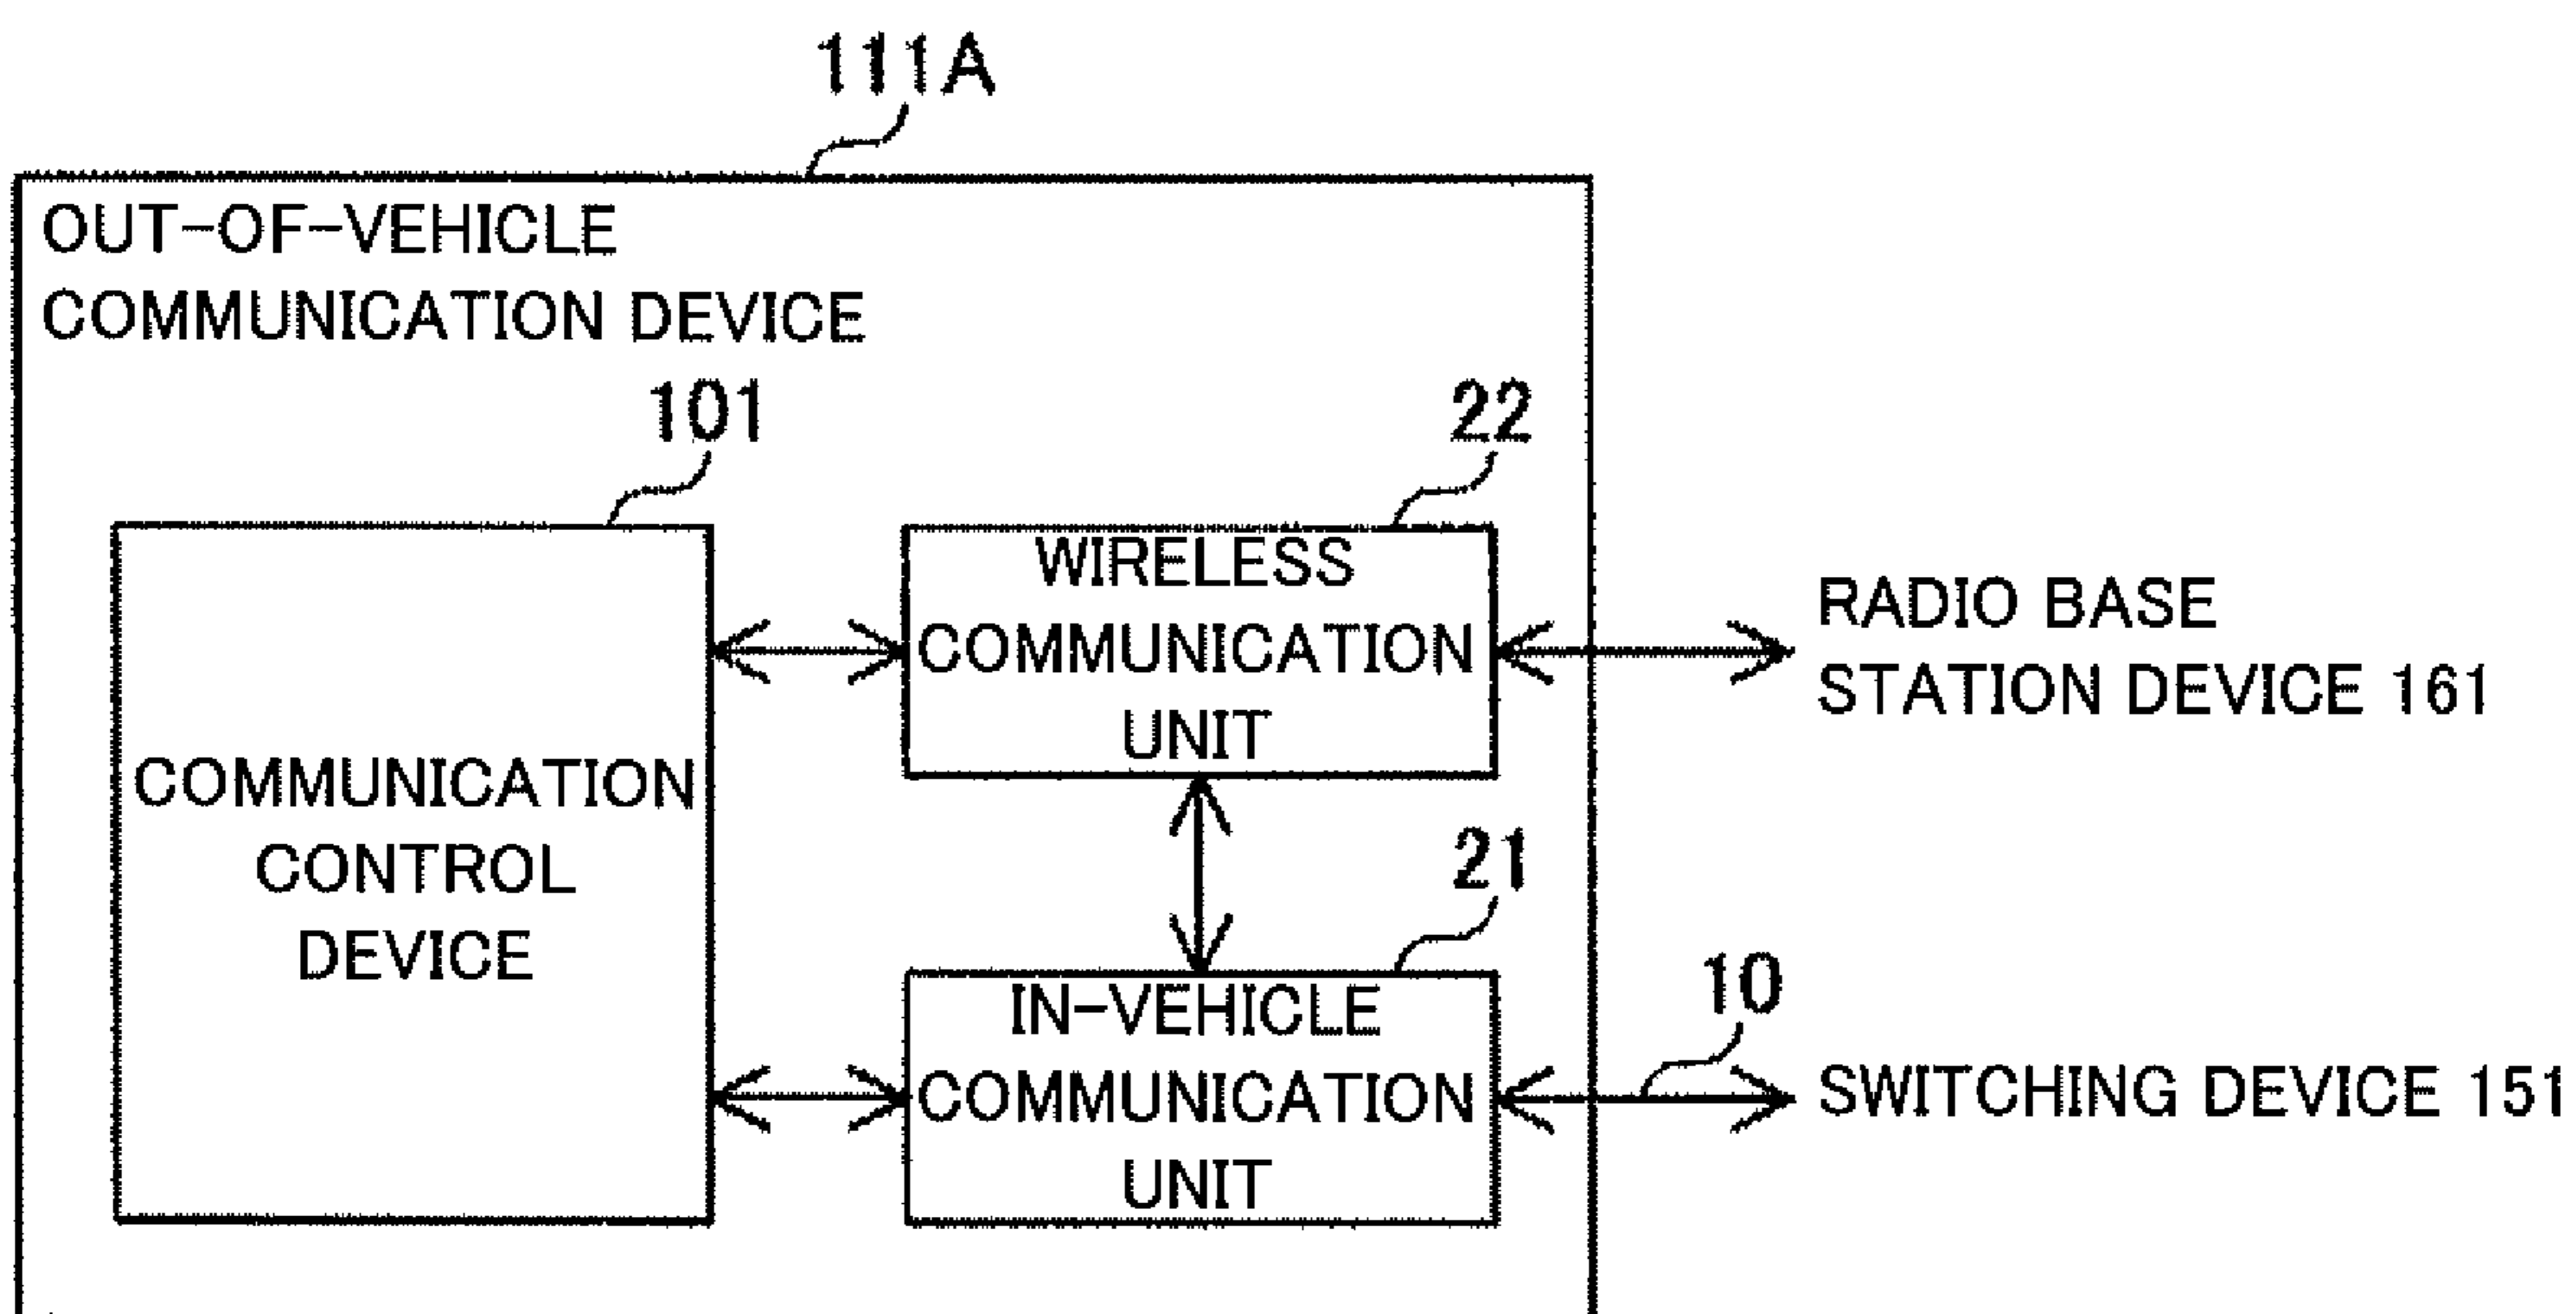 111A
OUT-OF-VEHICLE
COMMUNICATION DEVICE
101
22
COMMUNICATION
CONTROL
DEVICE
WIRELESS
COMMUNICATION
UNIT
RADIO BASE
STATION DEVICE 161
21
IN-VEHICLE
COMMUNICATION
UNIT
10
SWITCHING DEVICE 151